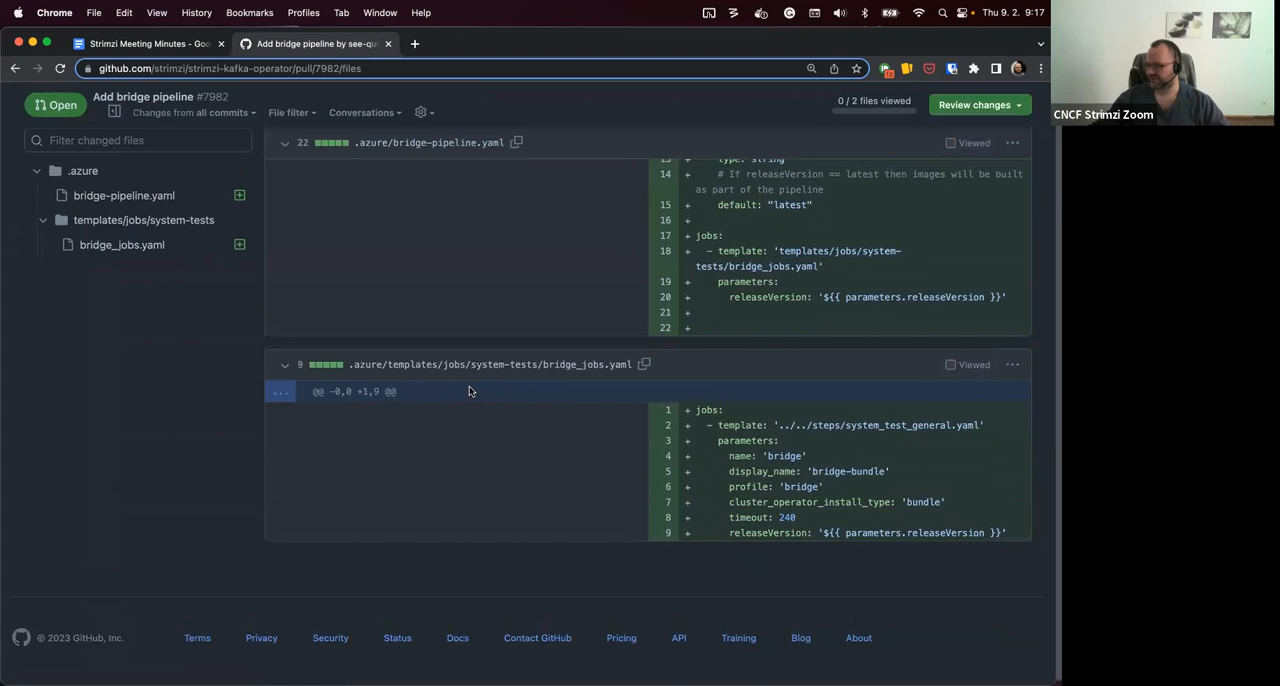 Chrome File Edit View History Bookmarks Profiles Tab Window Help Thu 9. 2. 9:17
Strimzi Meeting Minutes - Goo Add bridge pipeline by see-qu
github.com/strimzi/strimzi-kafka-operator/pull/7982/files 13
Open Add bridge pipeline #7982
Changes from all commits File filter Conversations 0 / 2 files viewed Review changes
Filter changed files
.azure
bridge-pipeline.yaml
templates/jobs/system-tests
bridge_jobs.yaml
22 .azure/bridge-pipeline.yaml Viewed
13 + type: string
14 + # If releaseVersion == latest then images will be built
as part of the pipeline
15 + default: "latest"
16 +
17 + jobs:
18 + - template: 'templates/jobs/system-
tests/bridge_jobs.yaml'
19 + parameters:
20 + releaseVersion: '${{ parameters.releaseVersion }}'
21 +
22 +
9 .azure/templates/jobs/system-tests/bridge_jobs.yaml Viewed
... @@ -0,0 +1,9 @@
1 + jobs:
2 + - template: '../../steps/system_test_general.yaml'
3 + parameters:
4 + name: 'bridge'
5 + display_name: 'bridge-bundle'
6 + profile: 'bridge'
7 + cluster_operator_install_type: 'bundle'
8 + timeout: 240
9 + releaseVersion: '${{ parameters.releaseVersion }}'
© 2023 GitHub, Inc. Terms Privacy Security Status Docs Contact GitHub Pricing API Training Blog About
CNCF Strimzi Zoom